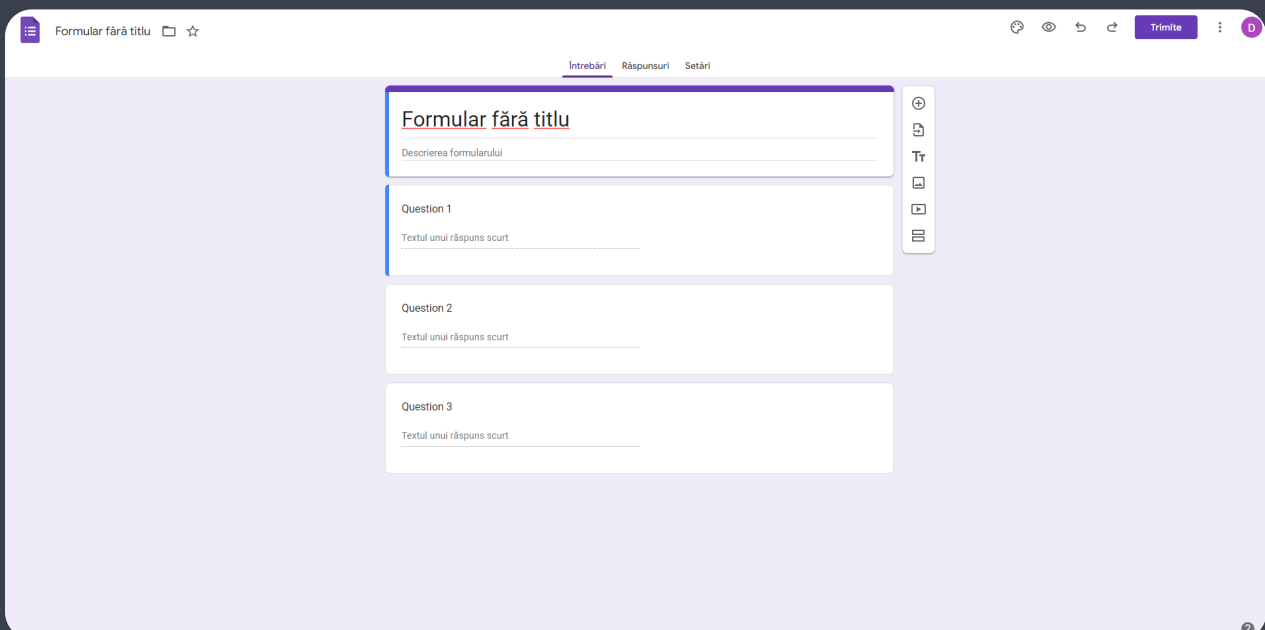 Formular fără titlu
Trimite
D
Întrebări Răspunsuri Setări
Formular fără titlu
Descrierea formularului
Question 1
Textul unui răspuns scurt
Question 2
Textul unui răspuns scurt
Question 3
Textul unui răspuns scurt